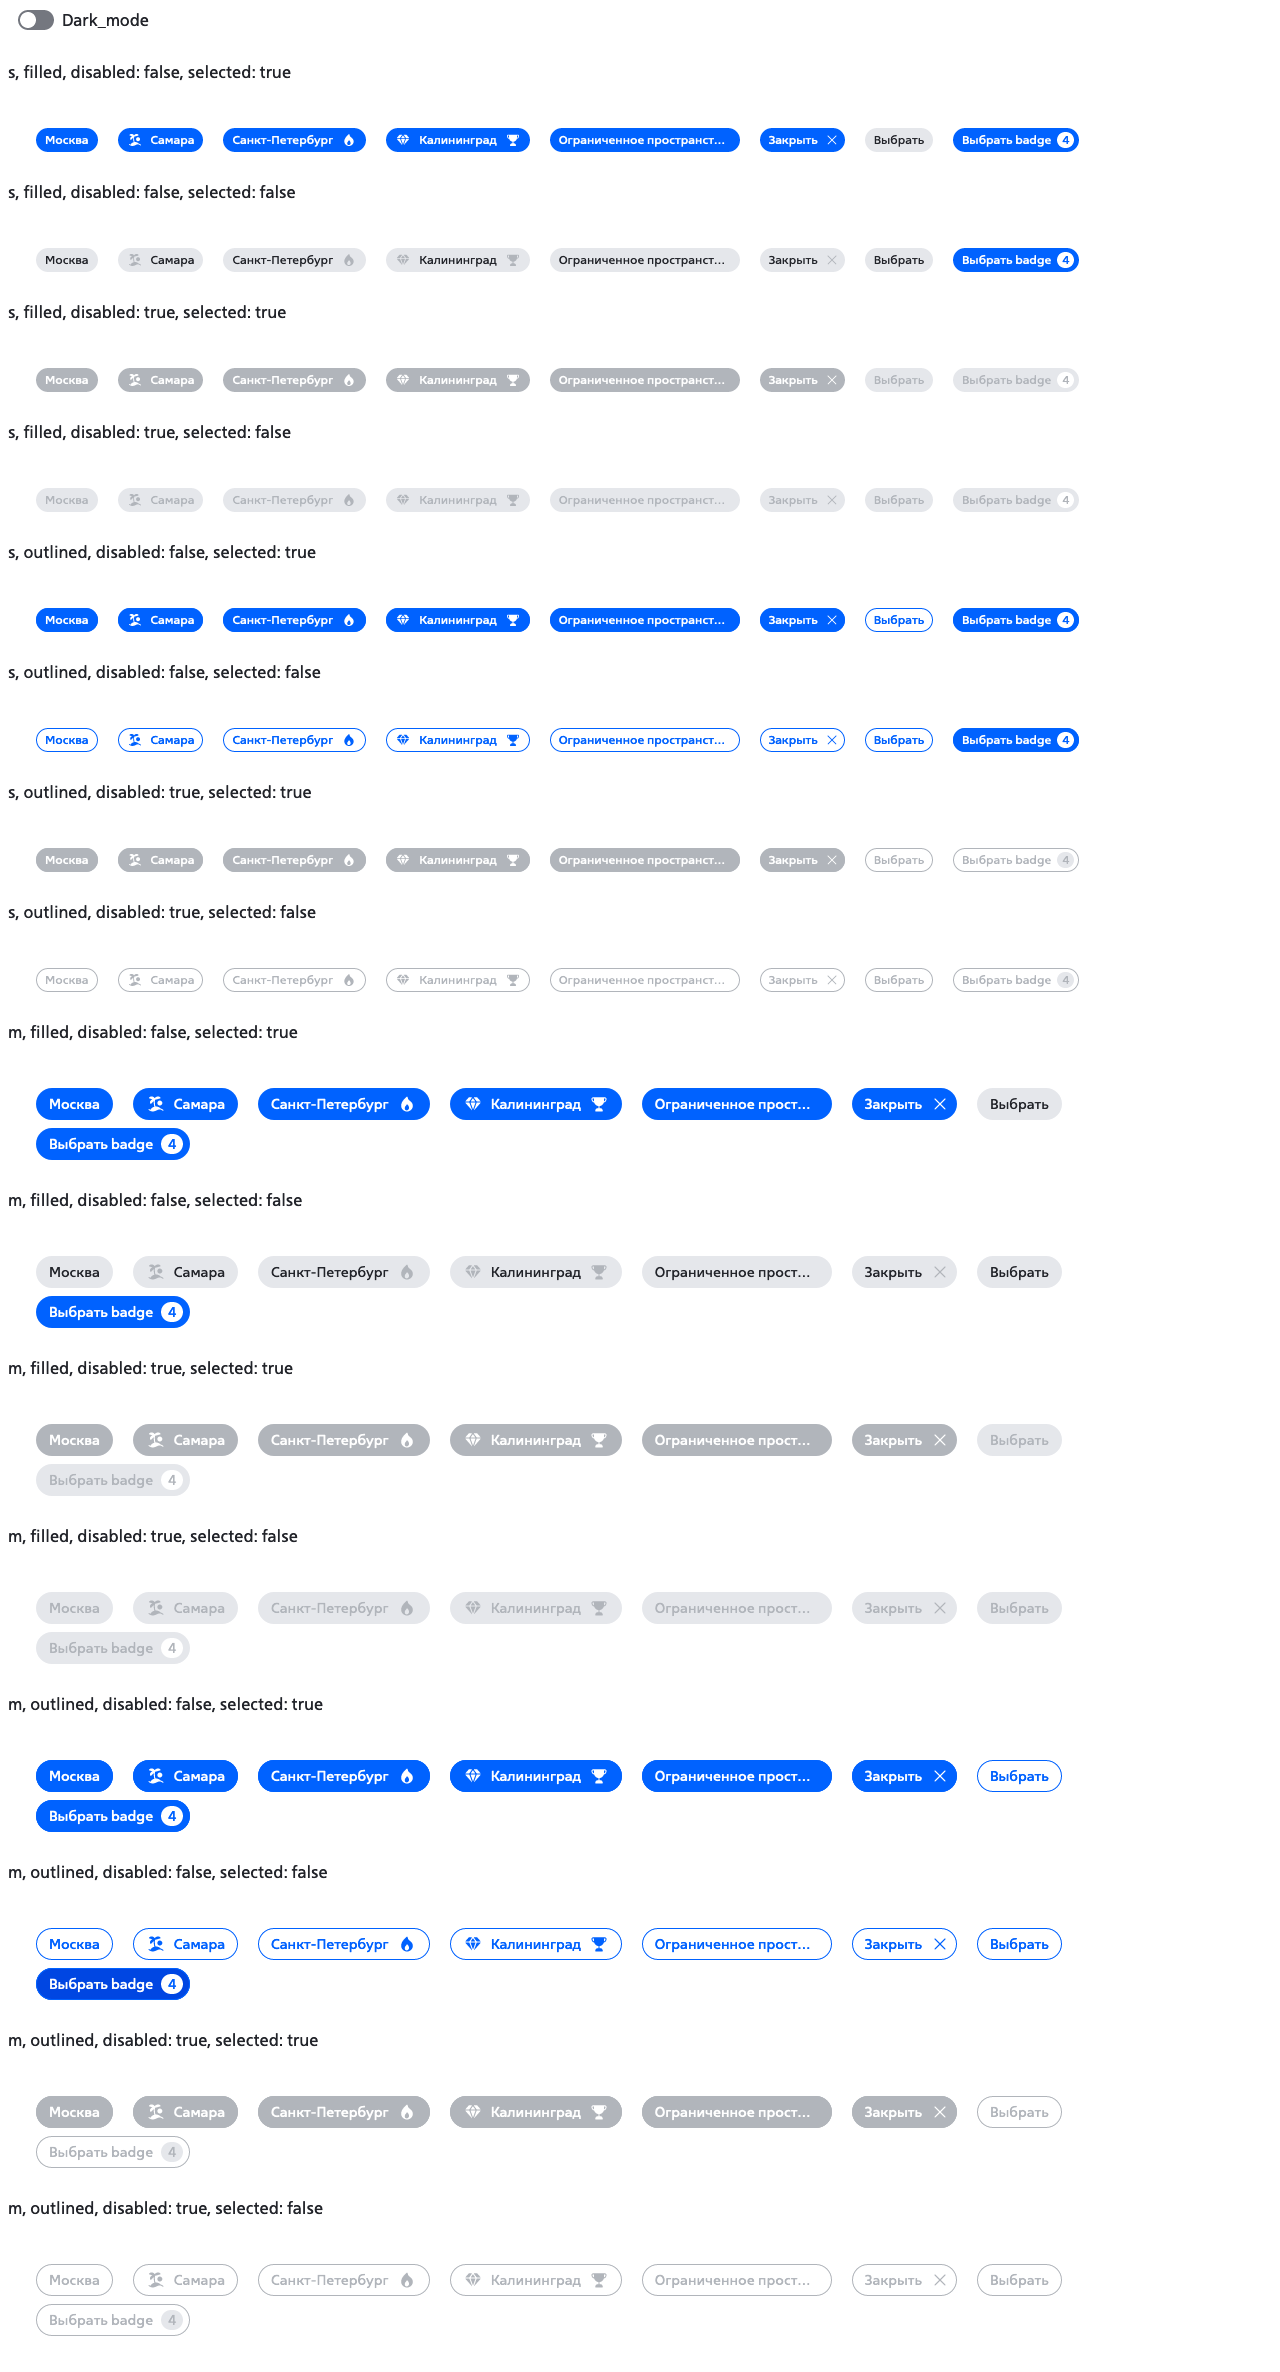 Dark_mode
s, filled, disabled: false, selected: true
Москва Самара Санкт-Петербург Калининград Ограниченное пространст... Закрыть Выбрать Выбрать badge 4
s, filled, disabled: false, selected: false
Москва Самара Санкт-Петербург Калининград Ограниченное пространст... Закрыть Выбрать Выбрать badge 4
s, filled, disabled: true, selected: true
Москва Самара Санкт-Петербург Калининград Ограниченное пространст... Закрыть Выбрать Выбрать badge 4
s, filled, disabled: true, selected: false
Москва Самара Санкт-Петербург Калининград Ограниченное пространст... Закрыть Выбрать Выбрать badge 4
s, outlined, disabled: false, selected: true
Москва Самара Санкт-Петербург Калининград Ограниченное пространст... Закрыть Выбрать Выбрать badge 4
s, outlined, disabled: false, selected: false
Москва Самара Санкт-Петербург Калининград Ограниченное пространст... Закрыть Выбрать Выбрать badge 4
s, outlined, disabled: true, selected: true
Москва Самара Санкт-Петербург Калининград Ограниченное пространст... Закрыть Выбрать Выбрать badge 4
s, outlined, disabled: true, selected: false
Москва Самара Санкт-Петербург Калининград Ограниченное пространст... Закрыть Выбрать Выбрать badge 4
m, filled, disabled: false, selected: true
Москва Самара Санкт-Петербург Калининград Ограниченное прост... Закрыть Выбрать
Выбрать badge 4
m, filled, disabled: false, selected: false
Москва Самара Санкт-Петербург Калининград Ограниченное прост... Закрыть Выбрать
Выбрать badge 4
m, filled, disabled: true, selected: true
Москва Самара Санкт-Петербург Калининград Ограниченное прост... Закрыть Выбрать
Выбрать badge 4
m, filled, disabled: true, selected: false
Москва Самара Санкт-Петербург Калининград Ограниченное прост... Закрыть Выбрать
Выбрать badge 4
m, outlined, disabled: false, selected: true
Москва Самара Санкт-Петербург Калининград Ограниченное прост... Закрыть Выбрать
Выбрать badge 4
m, outlined, disabled: false, selected: false
Москва Самара Санкт-Петербург Калининград Ограниченное прост... Закрыть Выбрать
Выбрать badge 4
m, outlined, disabled: true, selected: true
Москва Самара Санкт-Петербург Калининград Ограниченное прост... Закрыть Выбрать
Выбрать badge 4
m, outlined, disabled: true, selected: false
Москва Самара Санкт-Петербург Калининград Ограниченное прост... Закрыть Выбрать
Выбрать badge 4